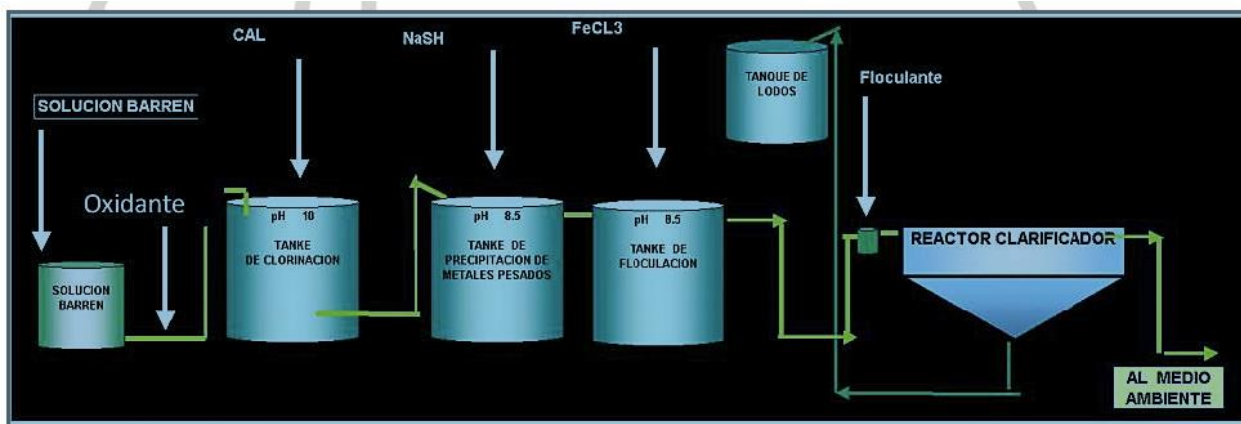 CAL
NaSH
FeCL3
SOLUCION BARREN
Oxidante
SOLUCION
BARREN
pH 10
TANKE
DE CLORINACION
pH 8.5
TANKE DE
PRECIPITACION DE
METALES PESADOS
pH 8.5
TANKE DE
FLOCULACION
TANQUE DE
LODOS
Floculante
REACTOR CLARIFICADOR
AL MEDIO
AMBIENTE